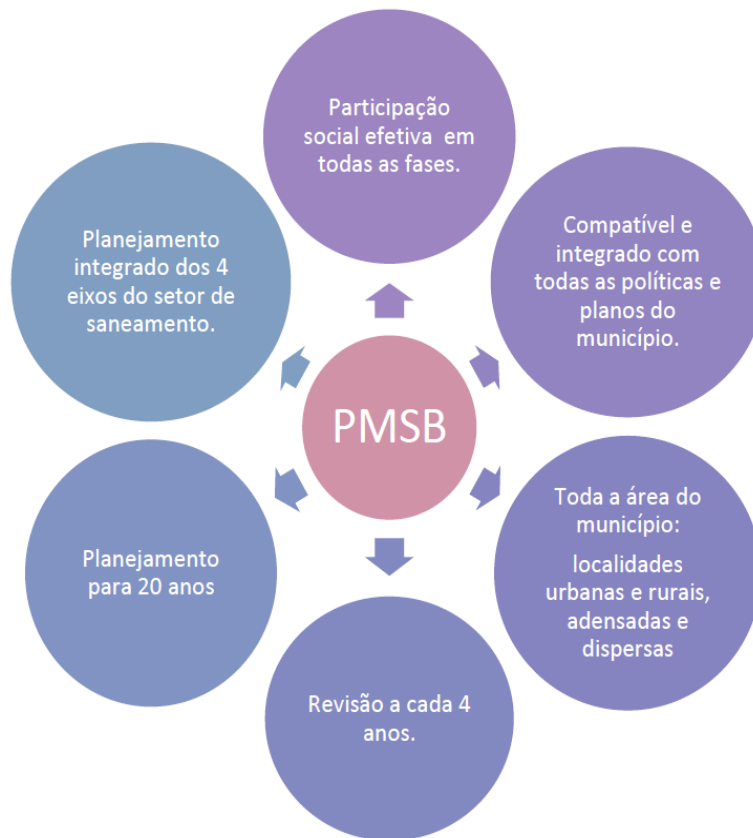 Participação
social efetiva em
todas as fases.
Planejamento
integrado dos 4
eixos do setor de
saneamento.
Compatível e
integrado com
todas as políticas e
planos do
município.
PMSB
Planejamento
para 20 anos
Toda a área do
município:
localidades
urbanas e rurais,
adensadas e
dispersas
Revisão a cada 4
anos.